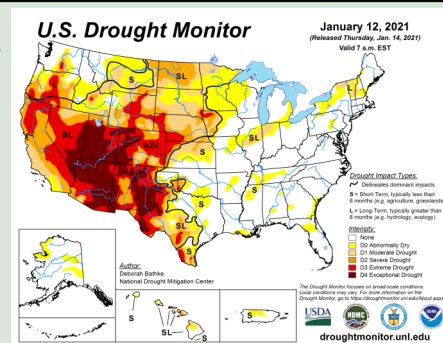 U.S. Drought Monitor
January 12, 2021
(Released Thursday, Jan. 14, 2021)
Valid 7 a.m. EST
S
SL
L
SL
SL
SL
S
S
S
SL
S
S
Drought Impact Types:
Delineates dominant impacts
S = Short-Term, typically less than
6 months (e.g. agriculture, grasslands
L = Long-Term, typically greater than
6 months (e.g. hydrology, ecology)
Intensity:
None
D0 Abnormally Dry
D1 Moderate Drought
D2 Severe Drought
D3 Extreme Drought
D4 Exceptional Drought
Author:
Deborah Bathke
National Drought Mitigation Center
S
SL
S
S
The Drought Monitor focuses on broad-scale conditions.
Local conditions may vary. For more information on the
Drought Monitor, go to https://droughtmonitor.unl.edu/About.aspx
USDA
NDMC
droughtmonitor.unl.edu